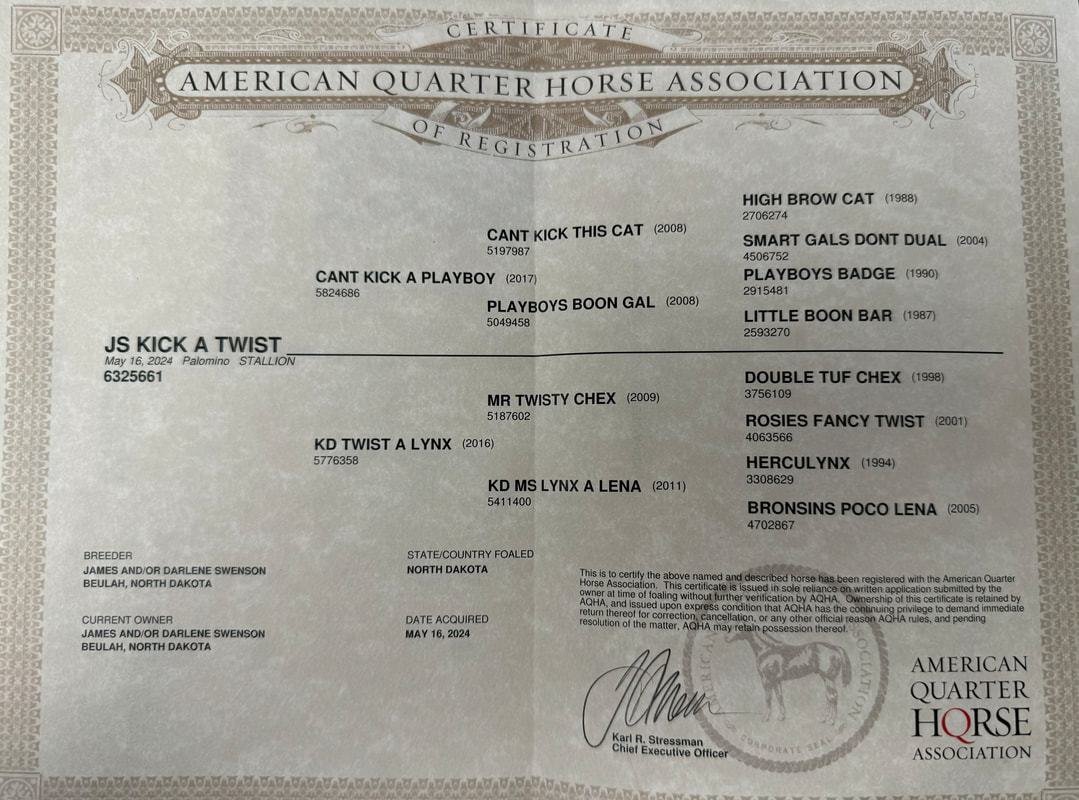 CERTIFICATE
AMERICAN QUARTER HORSE ASSOCIATION
OF REGISTRATION
HIGH BROW CAT (1988)
2706274
CANT KICK THIS CAT (2008)
5197987
SMART GALS DONT DUAL (2004)
4506752
CANT KICK A PLAYBOY (2017)
5824686
PLAYBOYS BADGE (1990)
2915481
PLAYBOYS BOON GAL (2008)
5049458
LITTLE BOON BAR (1987)
2593270
JS KICK A TWIST
May 16, 2024 Palomino STALLION
6325661
DOUBLE TUF CHEX (1998)
3756109
MR TWISTY CHEX (2009)
5187602
ROSIES FANCY TWIST (2001)
4063566
KD TWIST A LYNX (2016)
5776358
HERCULYNX (1994)
3308629
KD MS LYNX A LENA (2011)
5411400
BRONSINS POCO LENA (2005)
4702867
BREEDER
JAMES AND/OR DARLENE SWENSON
BEULAH, NORTH DAKOTA
STATE/COUNTRY FOALED
NORTH DAKOTA
CURRENT OWNER
JAMES AND/OR DARLENE SWENSON
BEULAH, NORTH DAKOTA
DATE ACQUIRED
MAY 16, 2024
This is to certify the above named and described horse has been registered with the American Quarter
Horse Association. This certificate is issued in sole reliance on written application submitted by the
owner at time of foaling without further verification by AQHA. Ownership of this certificate is retained by
AQHA, and issued upon express condition that AQHA has the continuing privilege to demand immediate
return thereof for correction, cancellation, or any other official reason AQHA rules, and pending
resolution of the matter, AQHA may retain possession thereof.
Karl R. Stressman
Chief Executive Officer
CORPORATE SEAL
AMERICAN
QUARTER
HORSE
ASSOCIATION